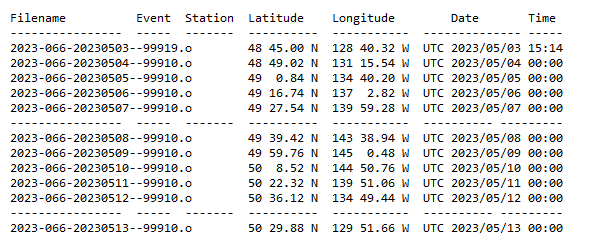 Filename          Event  Station  Latitude    Longitude        Date       Time
----------------  -----  -------  ----------  -----------  ---------- ---------
2023-066-20230503--99919.o        48 45.00 N  128 40.32 W  UTC 2023/05/03 15:14
2023-066-20230504--99910.o        48 49.02 N  131 15.54 W  UTC 2023/05/04 00:00
2023-066-20230505--99910.o        49  0.84 N  134 40.20 W  UTC 2023/05/05 00:00
2023-066-20230506--99910.o        49 16.74 N  137  2.82 W  UTC 2023/05/06 00:00
2023-066-20230507--99910.o        49 27.54 N  139 59.28 W  UTC 2023/05/07 00:00
----------------  -----  -------  ----------  -----------  ---------- ---------
2023-066-20230508--99910.o        49 39.42 N  143 38.94 W  UTC 2023/05/08 00:00
2023-066-20230509--99910.o        49 59.76 N  145  0.48 W  UTC 2023/05/09 00:00
2023-066-20230510--99910.o        50  8.52 N  144 50.76 W  UTC 2023/05/10 00:00
2023-066-20230511--99910.o        50 22.32 N  139 51.06 W  UTC 2023/05/11 00:00
2023-066-20230512--99910.o        50 36.12 N  134 49.44 W  UTC 2023/05/12 00:00
----------------  -----  -------  ----------  -----------  ---------- ---------
2023-066-20230513--99910.o        50 29.88 N  129 51.66 W  UTC 2023/05/13 00:00